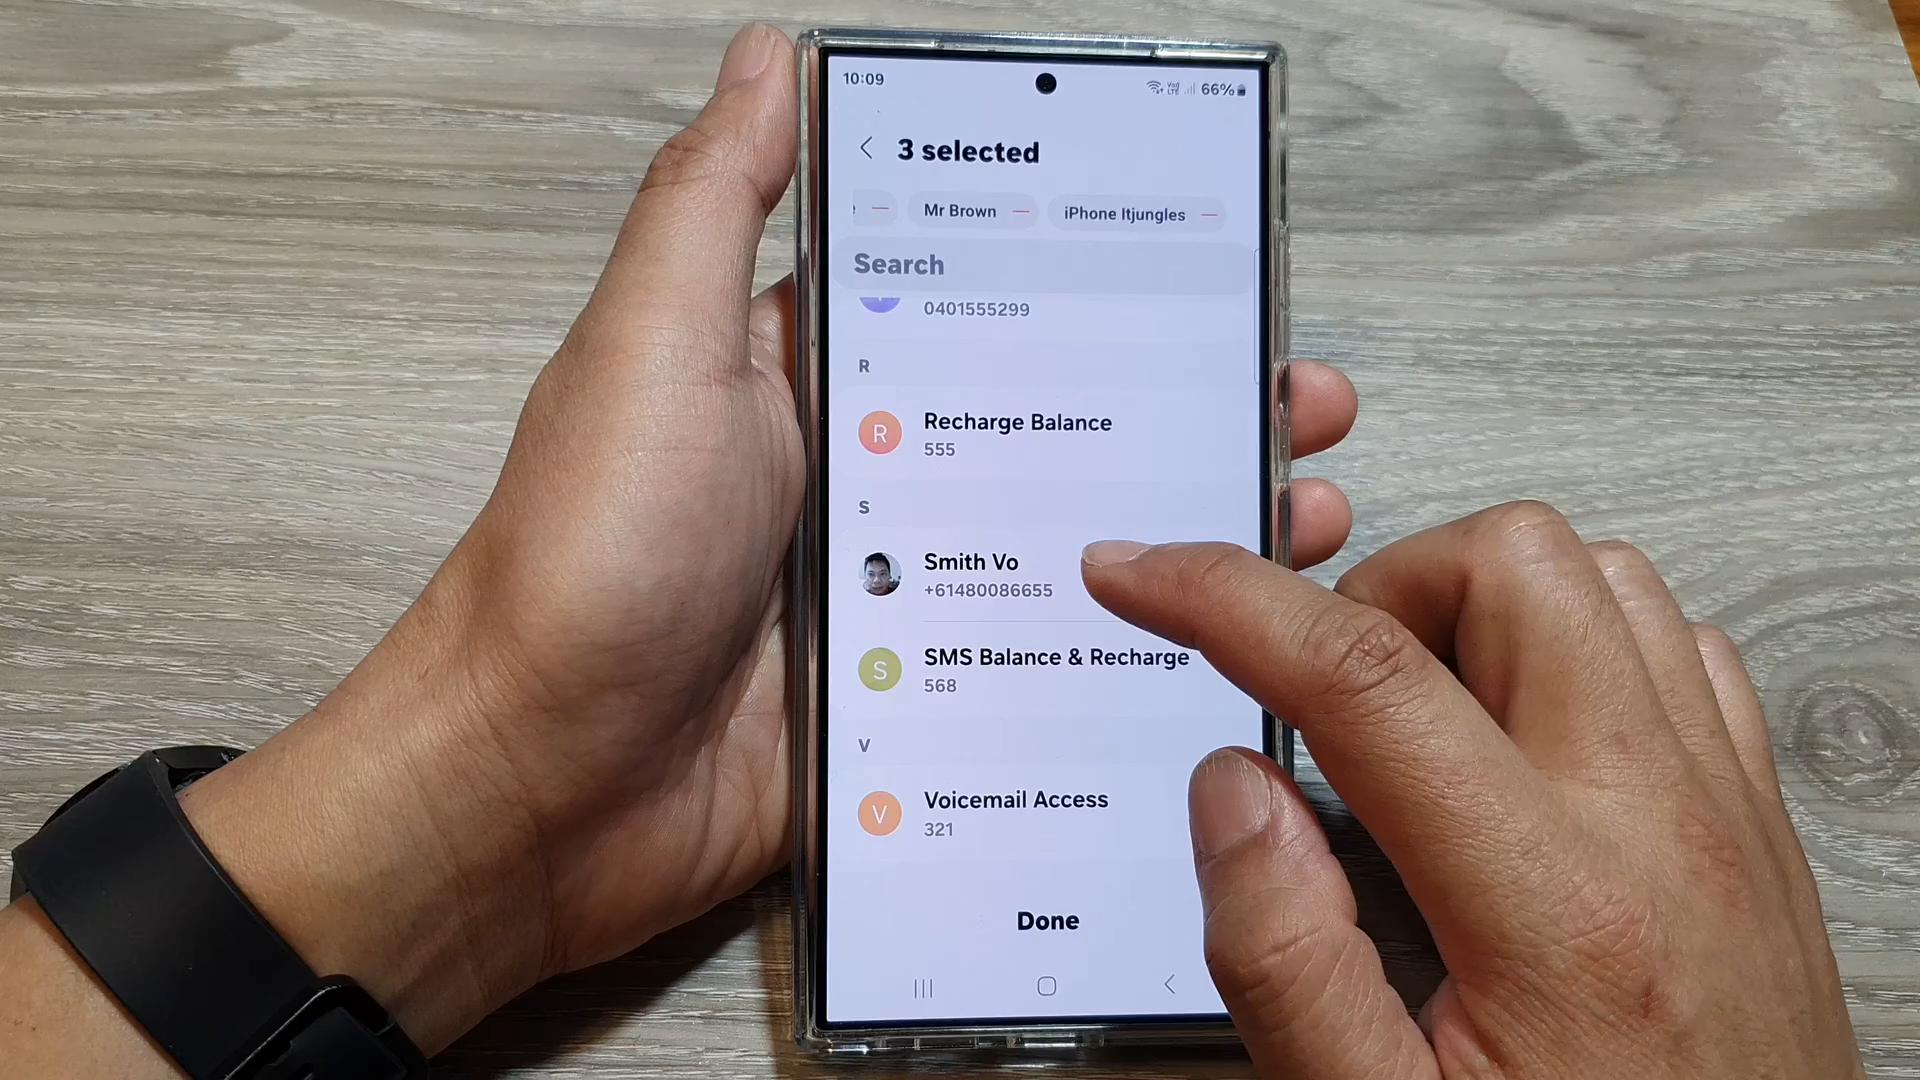 10:09
66%
3 selected
Mr Brown
iPhone Itjungles
Search
0401555299
R
R Recharge Balance
555
S
Smith Vo
+61480086655
S SMS Balance & Recharge
568
V
V Voicemail Access
321
Done